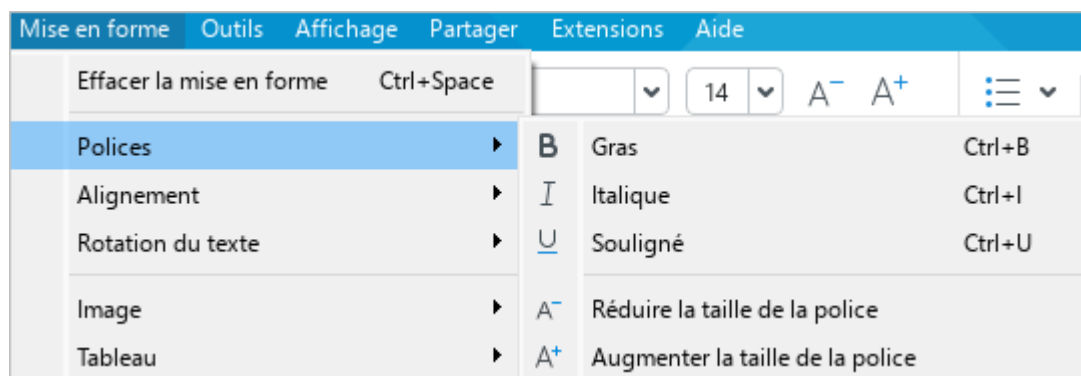 Mise en forme Outils Affichage Partager Extensions Aide
Effacer la mise en forme Ctrl+Space
14 A- A+
Polices B Gras Ctrl+B
Alignement I Italique Ctrl+I
Rotation du texte U Souligné Ctrl+U
Image A- Réduire la taille de la police
Tableau A+ Augmenter la taille de la police